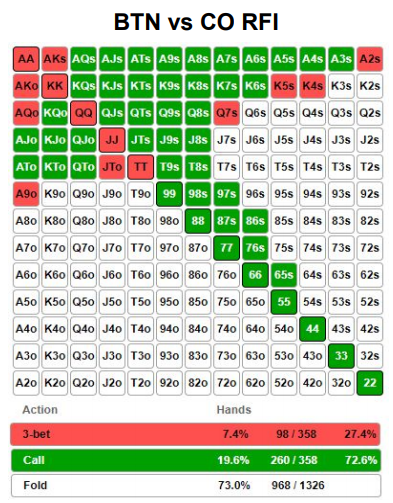 BTN vs CO RFI
AA AKs AQs AJs ATs A9s A8s A7s A6s A5s A4s A3s A2s
AKo KK KQs KJs KTs K9s K8s K7s K6s K5s K4s K3s K2s
AQo KQo QQ QJs QTs Q9s Q8s Q7s Q6s Q5s Q4s Q3s Q2s
AJo KJo QJo JJ JTs J9s J8s J7s J6s J5s J4s J3s J2s
ATo KTo QTo JTo TT T9s T8s T7s T6s T5s T4s T3s T2s
A9o K9o Q9o J9o T9o 99 98s 97s 96s 95s 94s 93s 92s
A8o K8o Q8o J8o T8o 98o 88 87s 86s 85s 84s 83s 82s
A7o K7o Q7o J7o T7o 97o 87o 77 76s 75s 74s 73s 72s
A6o K6o Q6o J6o T6o 96o 86o 76o 66 65s 64s 63s 62s
A5o K5o Q5o J5o T5o 95o 85o 75o 65o 55 54s 53s 52s
A4o K4o Q4o J4o T4o 94o 84o 74o 64o 54o 44 43s 42s
A3o K3o Q3o J3o T3o 93o 83o 73o 63o 53o 43o 33 32s
A2o K2o Q2o J2o T2o 92o 82o 72o 62o 52o 42o 32o 22
Action Hands
3-bet 7.4% 98 / 358 27.4%
Call 19.6% 260 / 358 72.6%
Fold 73.0% 968 / 1326